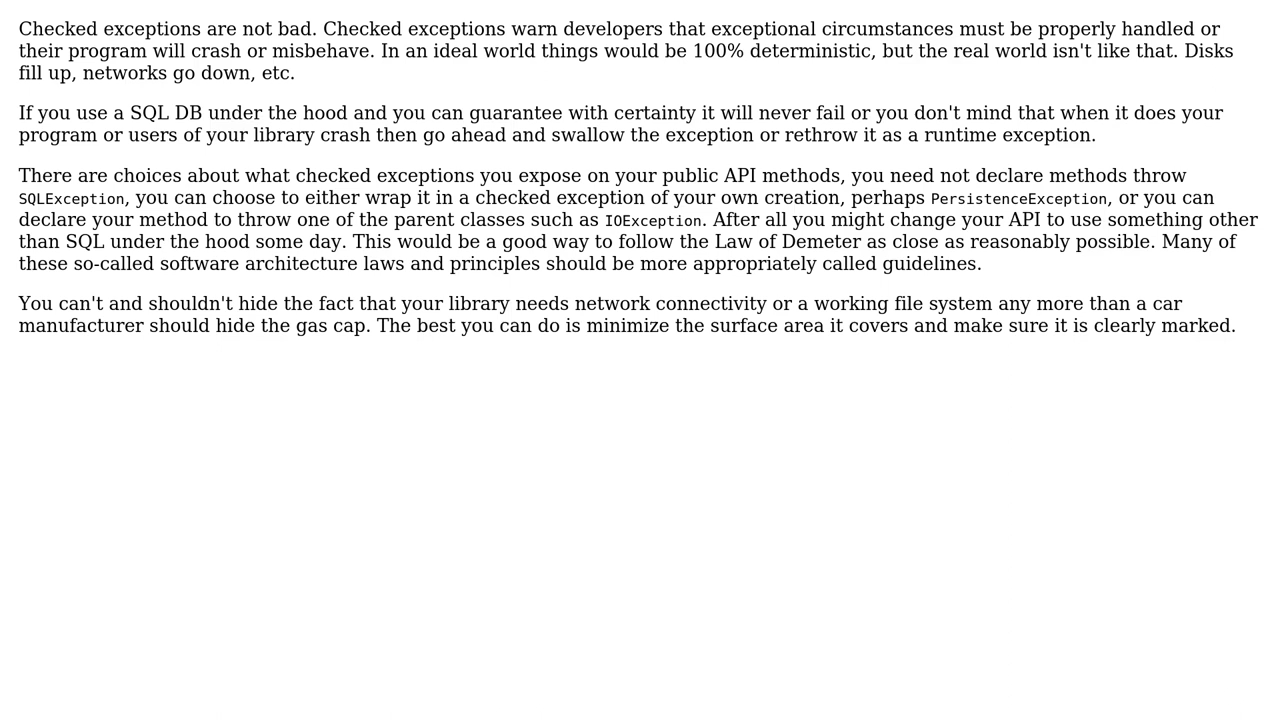 Checked exceptions are not bad. Checked exceptions warn developers that exceptional circumstances must be properly handled or
their program will crash or misbehave. In an ideal world things would be 100% deterministic, but the real world isn't like that. Disks
fill up, networks go down, etc.
If you use a SQL DB under the hood and you can guarantee with certainty it will never fail or you don't mind that when it does your
program or users of your library crash then go ahead and swallow the exception or rethrow it as a runtime exception.
There are choices about what checked exceptions you expose on your public API methods, you need not declare methods throw
SQLException, you can choose to either wrap it in a checked exception of your own creation, perhaps PersistenceException, or you can
declare your method to throw one of the parent classes such as IOException. After all you might change your API to use something other
than SQL under the hood some day. This would be a good way to follow the Law of Demeter as close as reasonably possible. Many of
these so-called software architecture laws and principles should be more appropriately called guidelines.
You can't and shouldn't hide the fact that your library needs network connectivity or a working file system any more than a car
manufacturer should hide the gas cap. The best you can do is minimize the surface area it covers and make sure it is clearly marked.